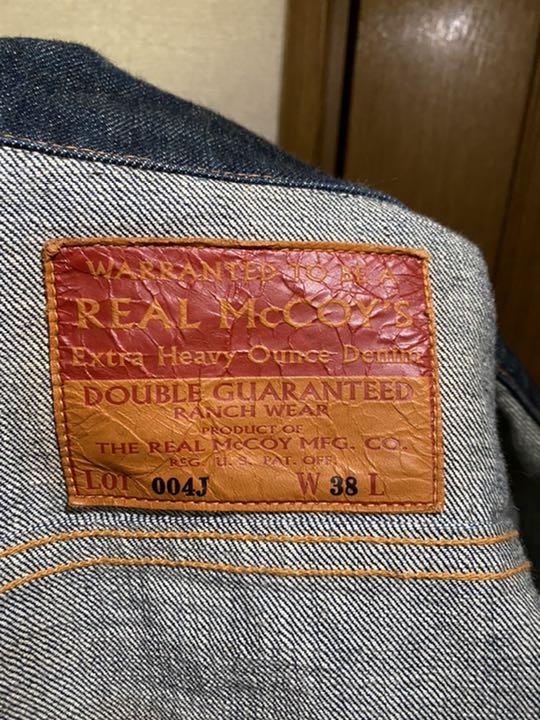 WARRANTED TO BE A
REAL McCOY'S
Extra Heavy Ounce Denim
DOUBLE GUARANTEED
RANCH WEAR
PRODUCT OF
THE REAL McCOY MFG. CO.
REG. U. S. PAT. OFF.
LOT 004J W 38 L